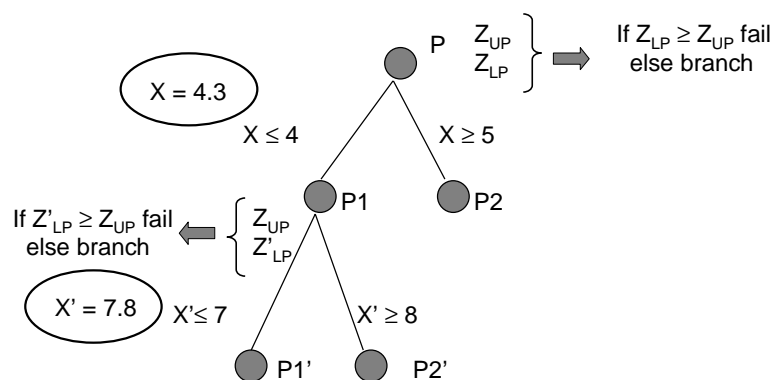 P
Z_UP
Z_LP
If Z_LP ≥ Z_UP fail
else branch
X = 4.3
X ≤ 4
X ≥ 5
P1
P2
If Z'_LP ≥ Z_UP fail
else branch
Z_UP
Z'_LP
X’ = 7.8
X’≤ 7
X’ ≥ 8
P1’
P2’